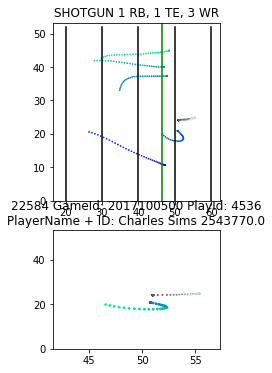 SHOTGUN 1 RB, 1 TE, 3 WR
50
40
30
20
10
0
20 30 40 50 60
22584 GameId: 2017100500 PlayId: 4536
PlayerName + ID: Charles Sims 2543770.0
40
20
0
45 50 55